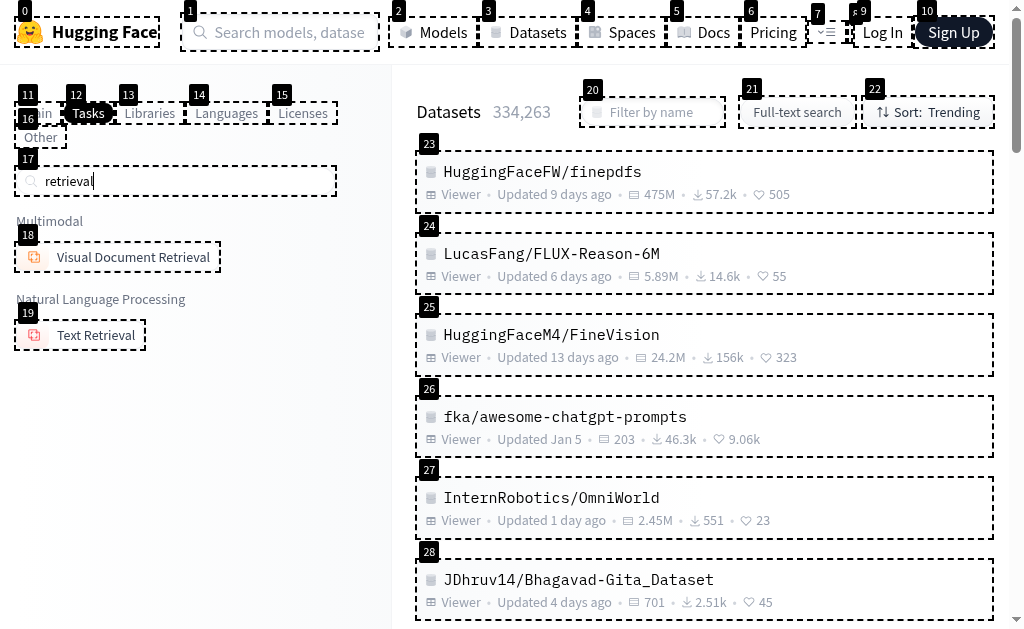 0 1 2 3 4 5 6 7 9 10
Hugging Face
Search models, datase
Models
Datasets
Spaces
Docs
Pricing
Log In
Sign Up
11 12 13 14 15
Tasks
Libraries
Languages
Licenses
16
Other
17
retrieval
Multimodal
18
Visual Document Retrieval
Natural Language Processing
19
Text Retrieval
Datasets 334,263
20
Filter by name
21
Full-text search
22
Sort: Trending
23
HuggingFaceFW/finepdfs
Viewer • Updated 9 days ago • 475M • 57.2k • 505
24
LucasFang/FLUX-Reason-6M
Viewer • Updated 6 days ago • 5.89M • 14.6k • 55
25
HuggingFaceM4/FineVision
Viewer • Updated 13 days ago • 24.2M • 156k • 323
26
fka/awesome-chatgpt-prompts
Viewer • Updated Jan 5 • 203 • 46.3k • 9.06k
27
InternRobotics/OmniWorld
Viewer • Updated 1 day ago • 2.45M • 551 • 23
28
JDhruv14/Bhagavad-Gita_Dataset
Viewer • Updated 4 days ago • 701 • 2.51k • 45